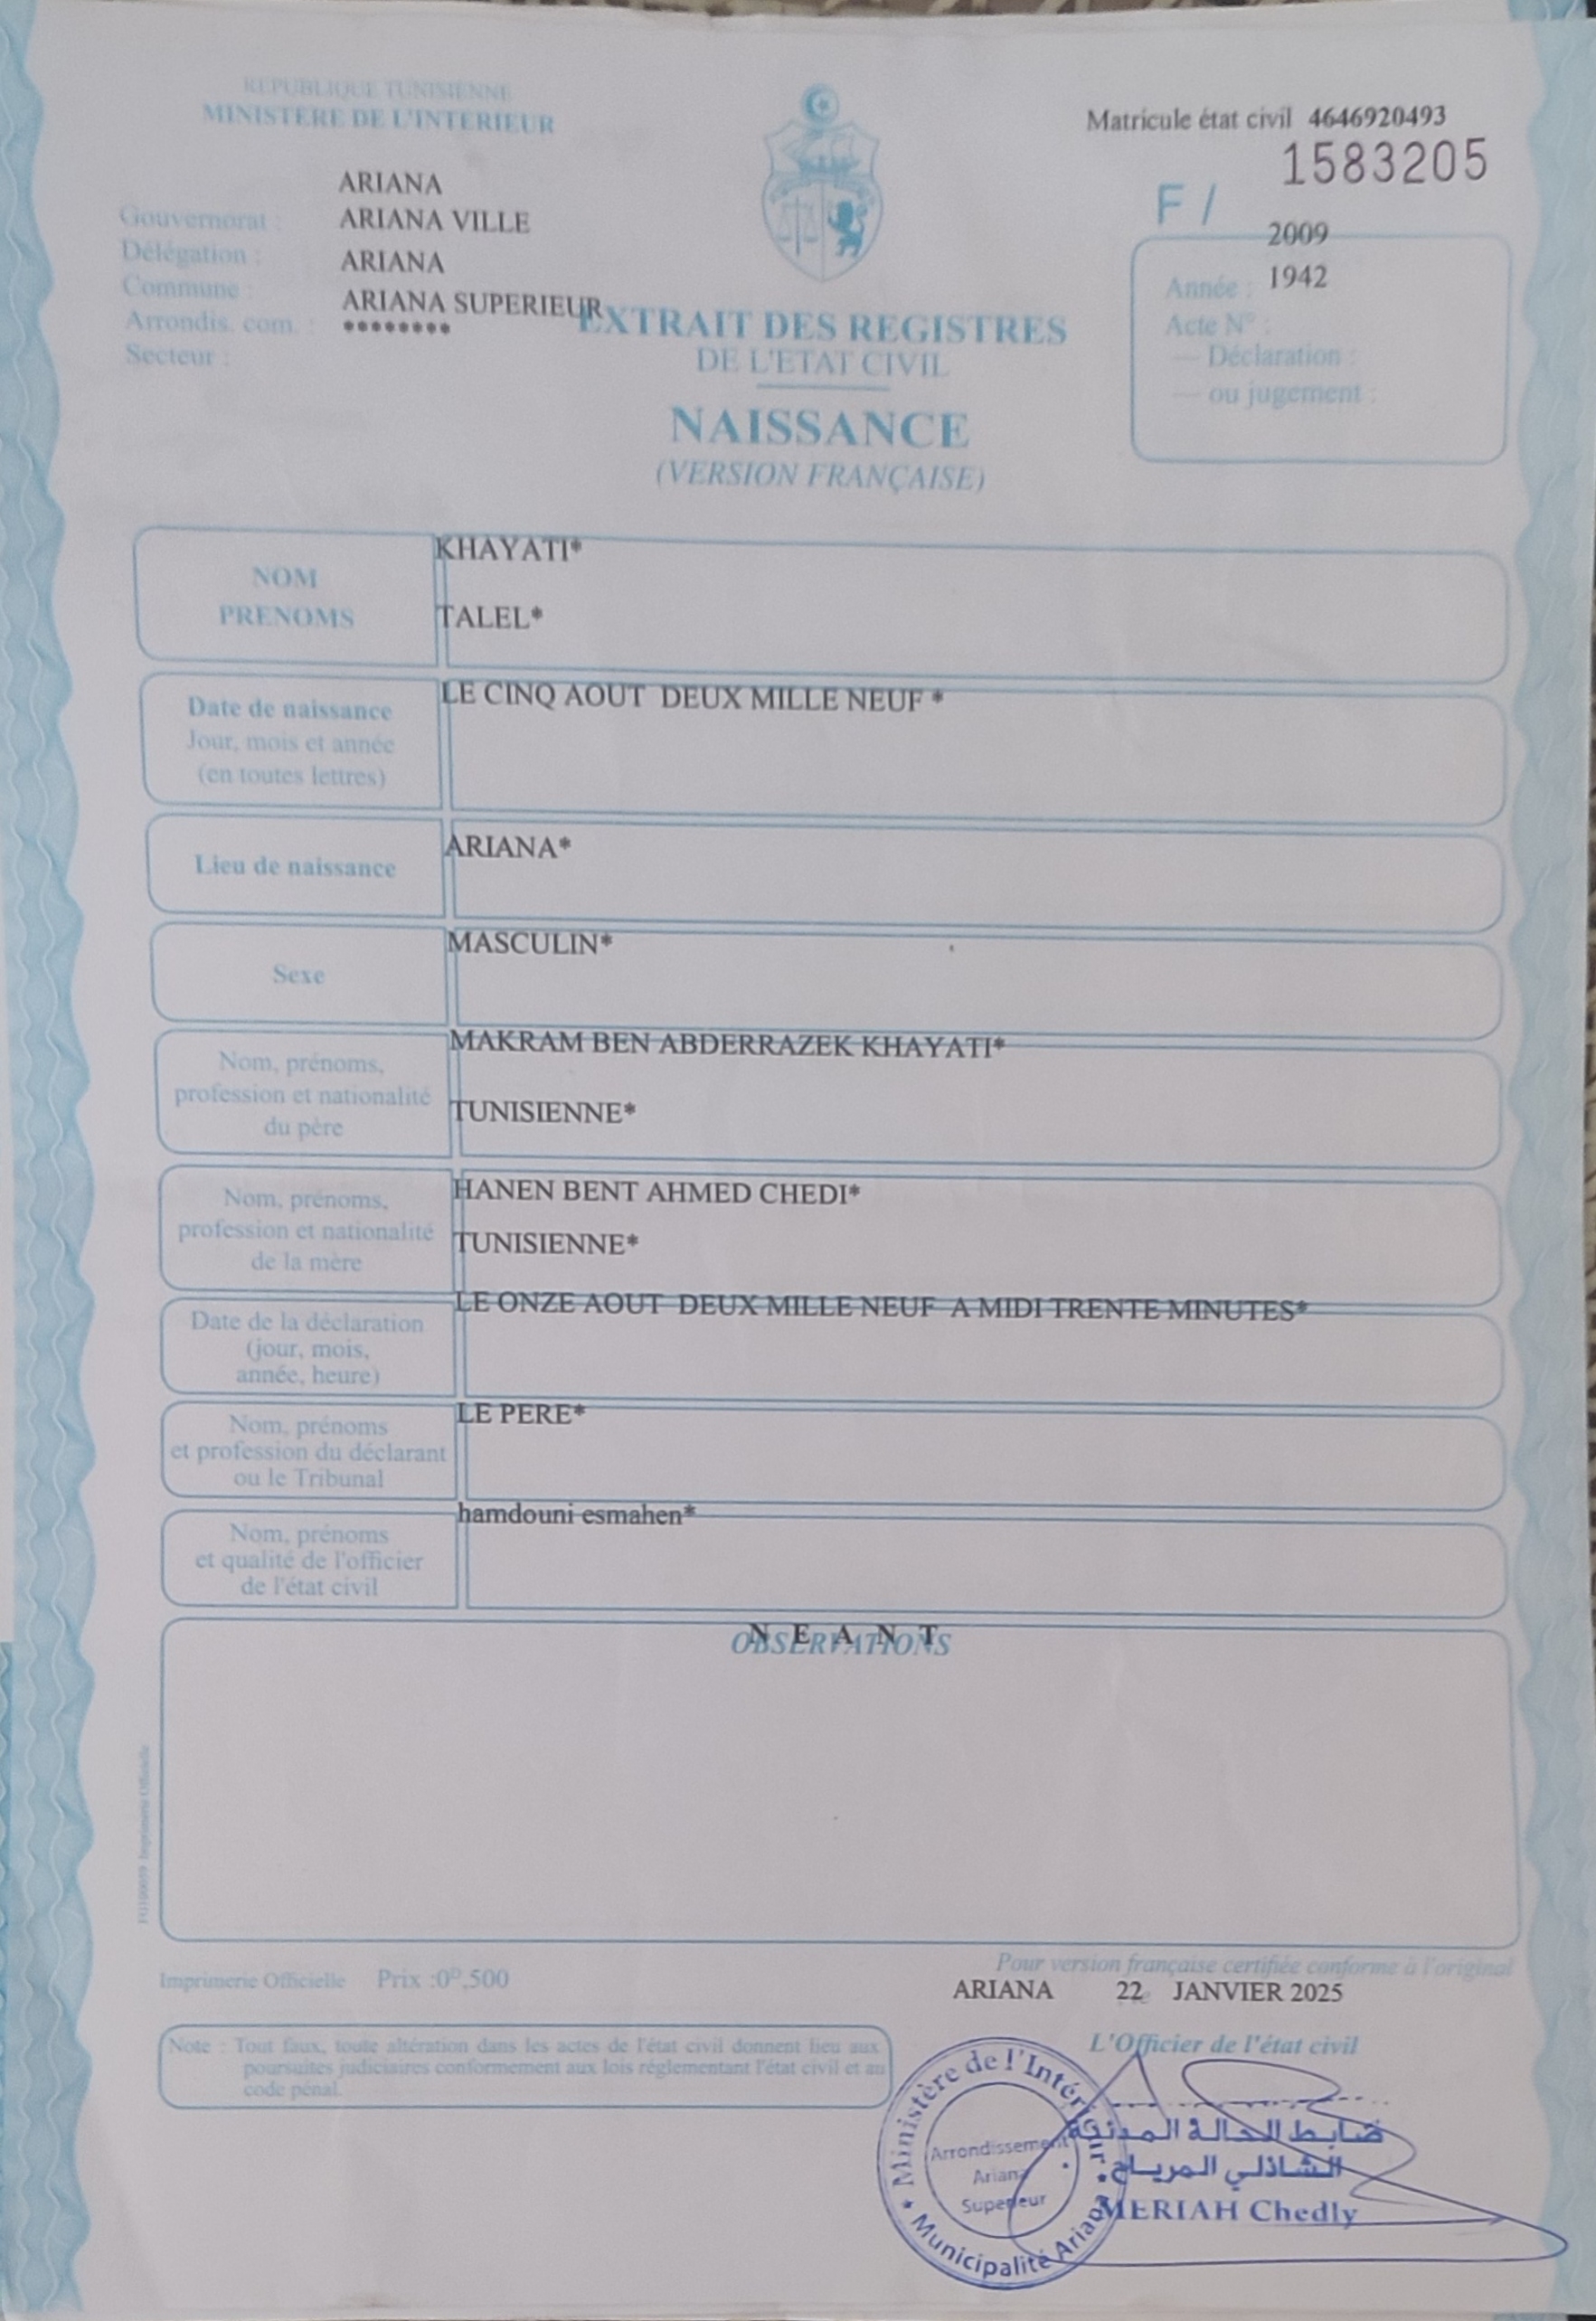 REPUBLIQUE TUNISIENNE
MINISTERE DE L'INTERIEUR
Matricule état civil 4646920493
1583205
F /
ARIANA
Gouvernorat : ARIANA VILLE
Délégation : ARIANA
Commune : ARIANA SUPERIEUR
Arrondis. com. : ********
Secteur :
2009
Année : 1942
Acte N° :
— Déclaration :
— ou jugement :
EXTRAIT DES REGISTRES
DE L'ETAT CIVIL
NAISSANCE
(VERSION FRANÇAISE)
NOM
PRENOMS
KHAYATI*
TALEL*
Date de naissance
Jour, mois et année
(en toutes lettres)
LE CINQ AOUT DEUX MILLE NEUF *
Lieu de naissance
ARIANA*
Sexe
MASCULIN*
Nom, prénoms,
profession et nationalité
du père
MAKRAM BEN ABDERRAZEK KHAYATI*
TUNISIENNE*
Nom, prénoms,
profession et nationalité
de la mère
HANEN BENT AHMED CHEDI*
TUNISIENNE*
Date de la déclaration
(jour, mois,
année, heure)
LE ONZE AOUT DEUX MILLE NEUF A MIDI TRENTE MINUTES*
Nom, prénoms
et profession du déclarant
ou le Tribunal
LE PERE*
Nom, prénoms
et qualité de l'officier
de l'état civil
hamdouni esmahen*
N E A N T
OBSERVATIONS
Imprimerie Officielle
Imprimerie Officielle Prix :0ᴰ,500
Pour version française certifiée conforme à l'original
ARIANA le 22 JANVIER 2025
Note : Tout faux, toute altération dans les actes de l'état civil donnent lieu aux
poursuites judiciaires conformement aux lois réglementant l'état civil et au
code pénal.
L'Officier de l'état civil
ضابط الحالة المدنية
الشاذلي المرياح
MERIAH Chedly
Ministère de l'Intérieur
Municipalité Ariana
Arrondissement
Ariana
Superieur